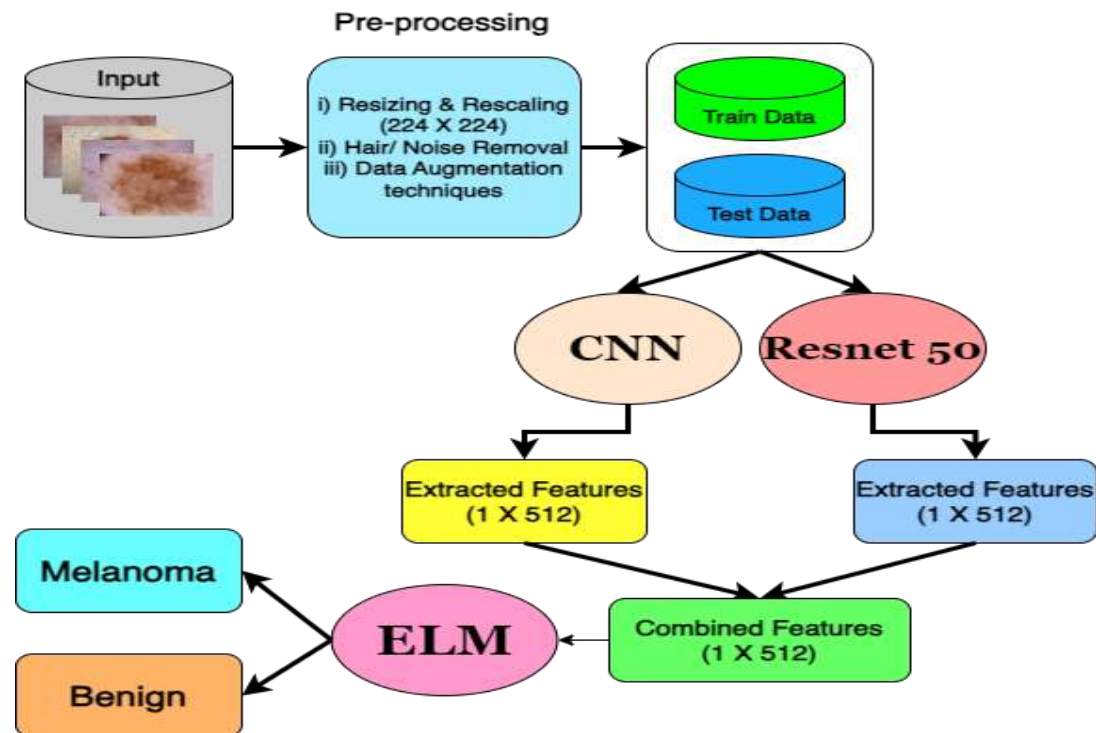 Pre-processing
Input
i) Resizing & Rescaling
(224 X 224)
ii) Hair/ Noise Removal
iii) Data Augmentation
techniques
Train Data
Test Data
CNN
Resnet 50
Extracted Features
(1 X 512)
Extracted Features
(1 X 512)
Combined Features
(1 X 512)
ELM
Melanoma
Benign